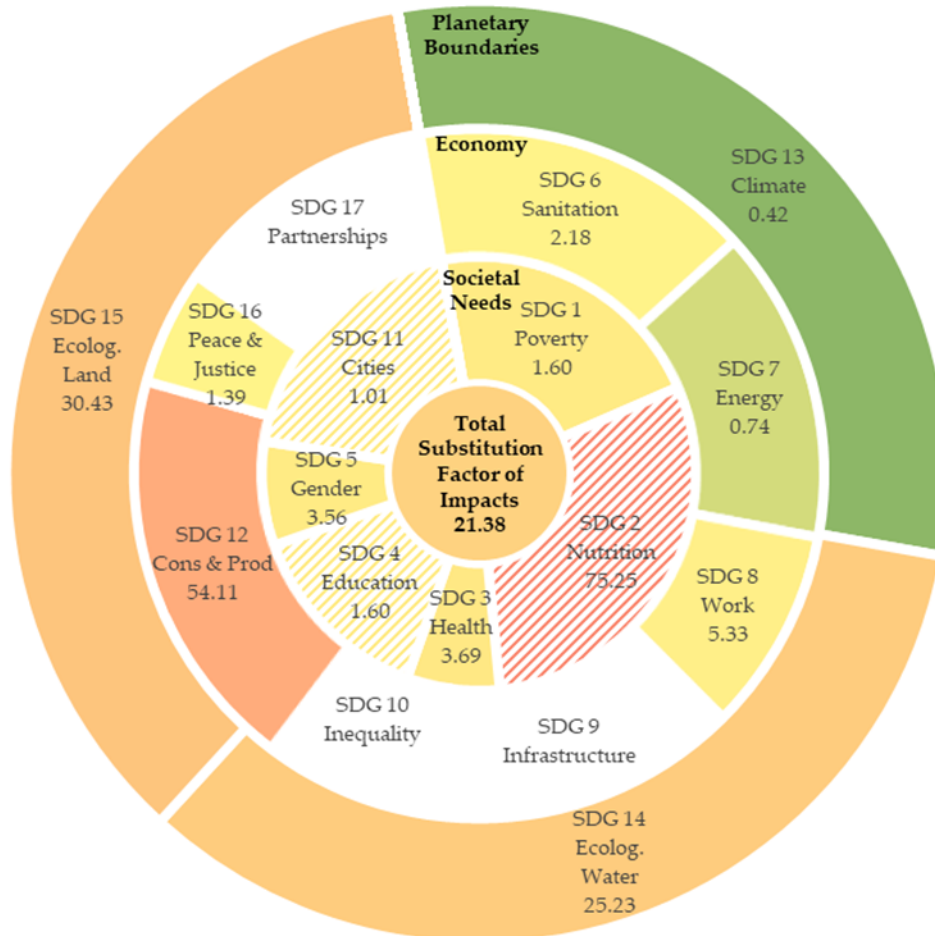 Planetary
Boundaries
SDG 13
Climate
0.42
Economy
SDG 6
Sanitation
2.18
SDG 17
Partnerships
Societal
Needs
SDG 1
Poverty
1.60
SDG 15
Ecolog.
Land
30.43
SDG 16
Peace &
Justice
1.39
SDG 11
Cities
1.01
SDG 7
Energy
0.74
Total
Substitution
Factor of
Impacts
21.38
SDG 5
Gender
3.56
SDG 2
Nutrition
75.25
SDG 12
Cons & Prod
54.11
SDG 4
Education
1.60
SDG 3
Health
3.69
SDG 8
Work
5.33
SDG 10
Inequality
SDG 9
Infrastructure
SDG 14
Ecolog.
Water
25.23